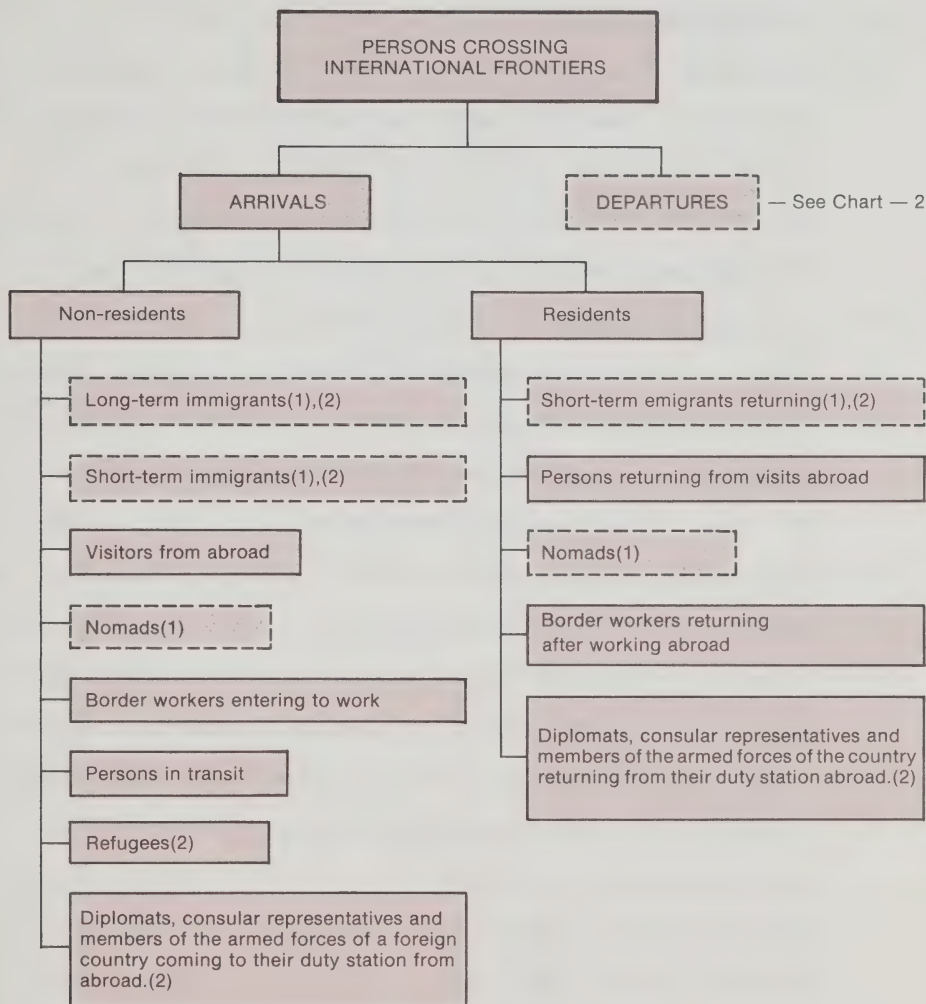 PERSONS CROSSING
INTERNATIONAL FRONTIERS
ARRIVALS
DEPARTURES — See Chart — 2
Non-residents
Long-term immigrants(1),(2)
Short-term immigrants(1),(2)
Visitors from abroad
Nomads(1)
Border workers entering to work
Persons in transit
Refugees(2)
Diplomats, consular representatives and
members of the armed forces of a foreign
country coming to their duty station from
abroad.(2)
Residents
Short-term emigrants returning(1),(2)
Persons returning from visits abroad
Nomads(1)
Border workers returning
after working abroad
Diplomats, consular representatives and
members of the armed forces of the country
returning from their duty station abroad.(2)